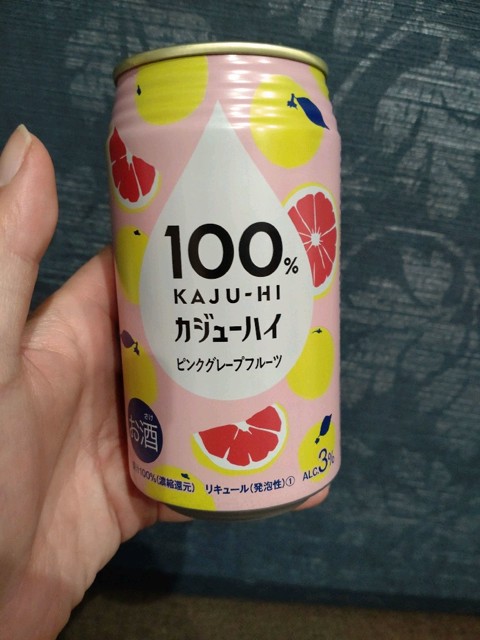 100%
KAJU-HI
カジューハイ
ピンクグレープフルーツ
さけ
お酒
果汁100%(濃縮還元) リキュール(発泡性)① ALC.3%